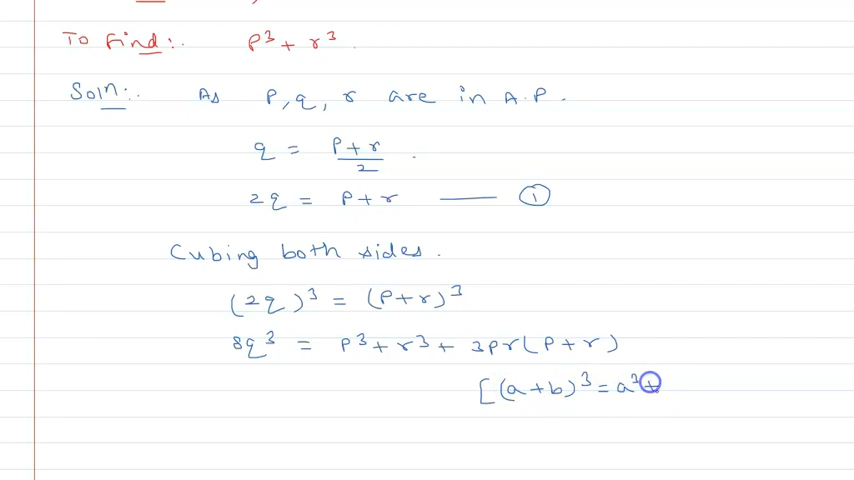 To Find:. p³ + r³
Soln:. As p, q, r are in A.P.
q = p+r/2 .
2q = p+r —— ①
Cubing both sides.
(2q)³ = (p+r)³
8q³ = p³+r³+ 3pr(p+r)
[(a+b)³=a³+